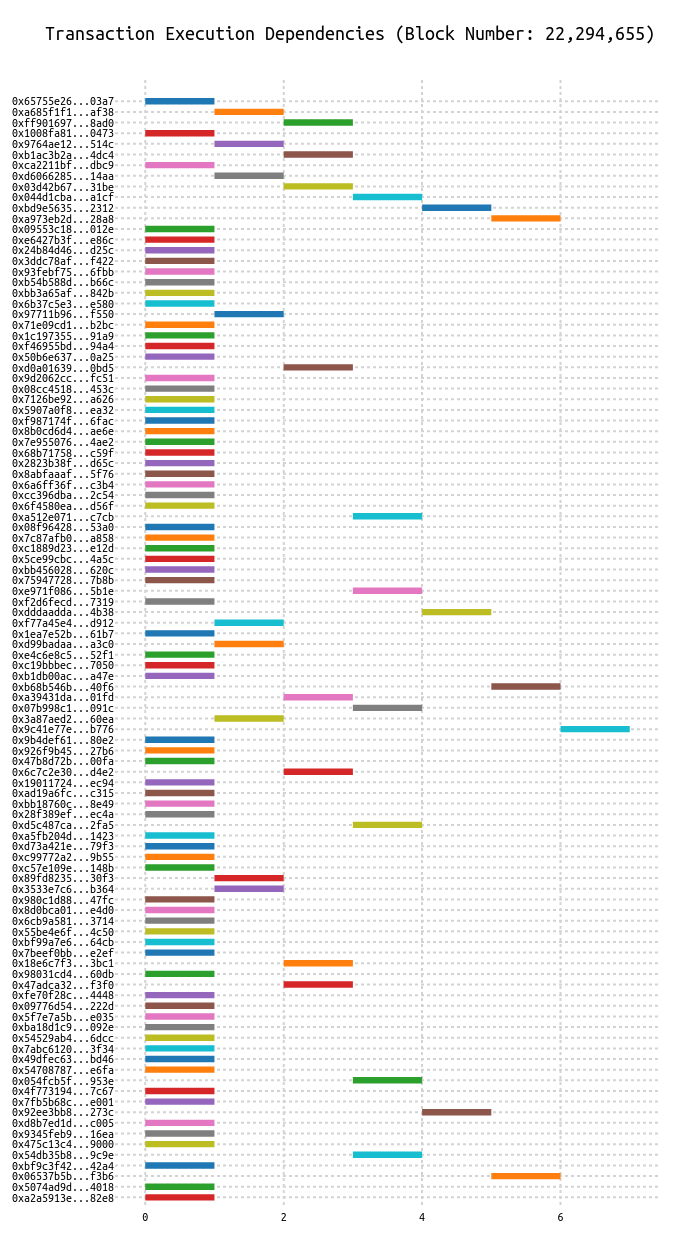 Transaction Execution Dependencies (Block Number: 22,294,655)
0x65755e26...03a7
0xa685f1f1...af38
0xff901697...8ad0
0x1008fa81...0473
0x9764ae12...514c
0xb1ac3b2a...4dc4
0xca2211bf...dbc9
0xd6066285...14aa
0x03d42b67...31be
0x044d1cba...a1cf
0xbd9e5635...2312
0xa973eb2d...28a8
0x09553c18...012e
0xe6427b3f...e86c
0x24b84d46...d25c
0x3ddc78af...f422
0x93febf75...6fbb
0xb54b588d...b66c
0xbb3a65af...842b
0x6b37c5e3...e580
0x97711b96...f550
0x71e09cd1...b2bc
0x1c197355...91a9
0xf46955bd...94a4
0x50b6e637...0a25
0xd0a01639...0bd5
0x9d2062cc...fc51
0x08cc4518...453c
0x7126be92...a626
0x5907a0f8...ea32
0xf987174f...6fac
0x8b0cd6d4...ae6e
0x7e955076...4ae2
0x68b71758...c59f
0x2823b38f...d65c
0x8abfaaaf...5f76
0x6a6ff36f...c3b4
0xcc396dba...2c54
0x6f4580ea...d56f
0xa512e071...c7cb
0x08f96428...53a0
0x7c87afb0...a858
0xc1889d23...e12d
0x5ce99cbc...4a5c
0xbb456028...620c
0x75947728...7b8b
0xe971f086...5b1e
0xf2d6fecd...7319
0xdddaadda...4b38
0xf77a45e4...d912
0x1ea7e52b...61b7
0xd99badaa...a3c0
0xe4c6e8c5...52f1
0xc19bbbec...7050
0xb1db00ac...a47e
0xb68b546b...40f6
0xa39431da...01fd
0x07b998c1...091c
0x3a87aed2...60ea
0x9c41e77e...b776
0x9b4def61...80e2
0x926f9b45...27b6
0x47b8d72b...00fa
0x6c7c2e30...d4e2
0x19011724...ec94
0xad19a6fc...c315
0xbb18760c...8e49
0x28f389ef...ec4a
0xd5c487ca...2fa5
0xa5fb204d...1423
0xd73a421e...79f3
0xc99772a2...9b55
0xc57e109e...148b
0x89fd8235...30f3
0x3533e7c6...b364
0x980c1d88...47fc
0x8d0bca01...e4d0
0x6cb9a581...3714
0x55be4e6f...4c50
0xbf99a7e6...64cb
0x7beef0bb...e2ef
0x18e6c7f3...3bc1
0x98031cd4...60db
0x47adca32...f3f0
0xfe70f28c...4448
0x09776d54...222d
0x5f7e7a5b...e035
0xba18d1c9...092e
0x54529ab4...6dcc
0x7abc6120...3f34
0x49dfec63...bd46
0x54708787...e6fa
0x054fcb5f...953e
0x4f773194...7c67
0x7fb5b68c...e001
0x92ee3bb8...273c
0xd8b7ed1d...c005
0x9345feb9...16ea
0x475c13c4...9000
0x54db35b8...9c9e
0xbf9c3f42...42a4
0x06537b5b...f3b6
0x5074ad9d...4018
0xa2a5913e...82e8
0 2 4 6